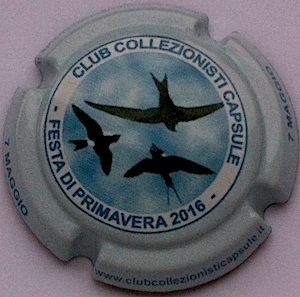 CLUB COLLEZIONISTI CAPSULE
- FESTA DI PRIMAVERA 2016 -
7 MAGGIO
7 MAGGIO
www.clubcollezionisticapsule.it